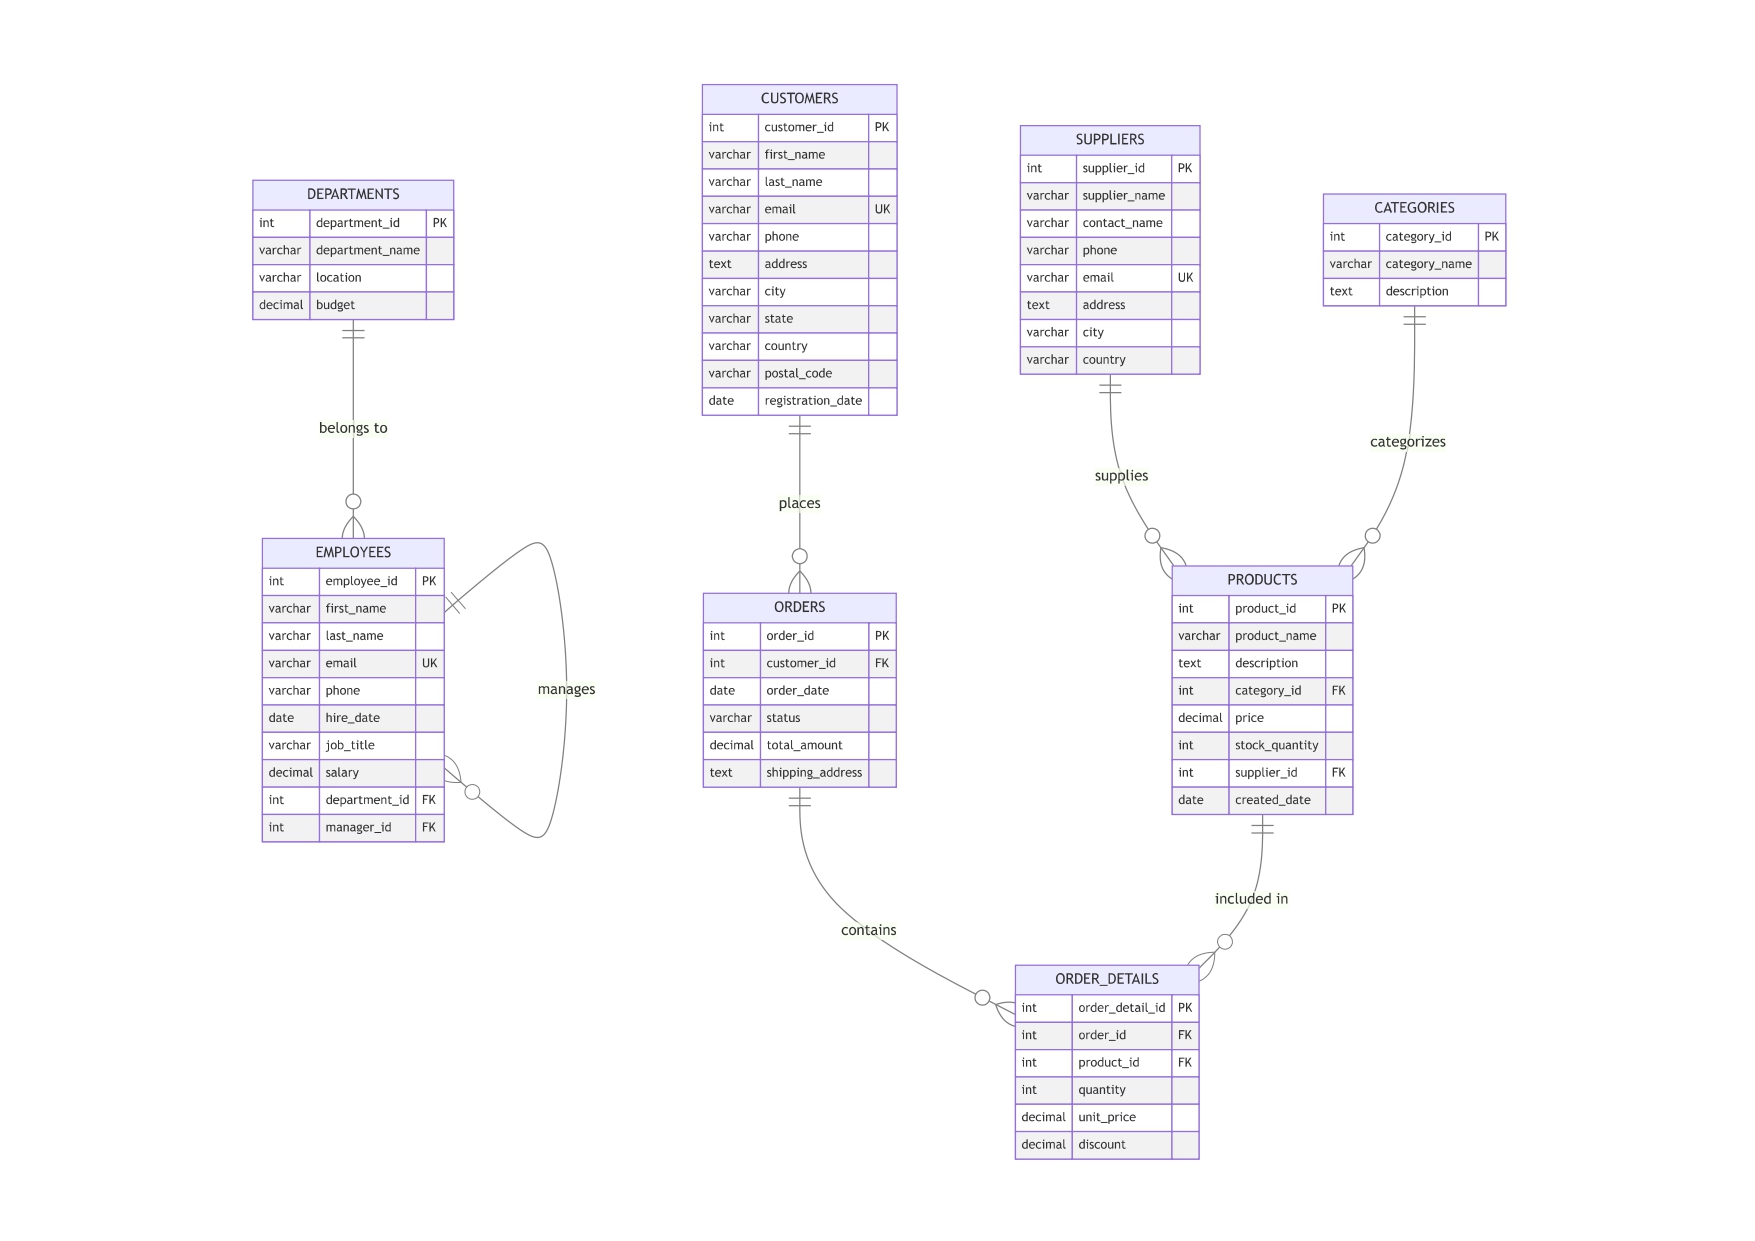 DEPARTMENTS
int department_id PK
varchar department_name
varchar location
decimal budget
belongs to
EMPLOYEES
int employee_id PK
varchar first_name
varchar last_name
varchar email UK
varchar phone
date hire_date
varchar job_title
decimal salary
int department_id FK
int manager_id FK
manages
CUSTOMERS
int customer_id PK
varchar first_name
varchar last_name
varchar email UK
varchar phone
text address
varchar city
varchar state
varchar country
varchar postal_code
date registration_date
places
ORDERS
int order_id PK
int customer_id FK
date order_date
varchar status
decimal total_amount
text shipping_address
contains
SUPPLIERS
int supplier_id PK
varchar supplier_name
varchar contact_name
varchar phone
varchar email UK
text address
varchar city
varchar country
supplies
CATEGORIES
int category_id PK
varchar category_name
text description
categorizes
PRODUCTS
int product_id PK
varchar product_name
text description
int category_id FK
decimal price
int stock_quantity
int supplier_id FK
date created_date
included in
ORDER_DETAILS
int order_detail_id PK
int order_id FK
int product_id FK
int quantity
decimal unit_price
decimal discount